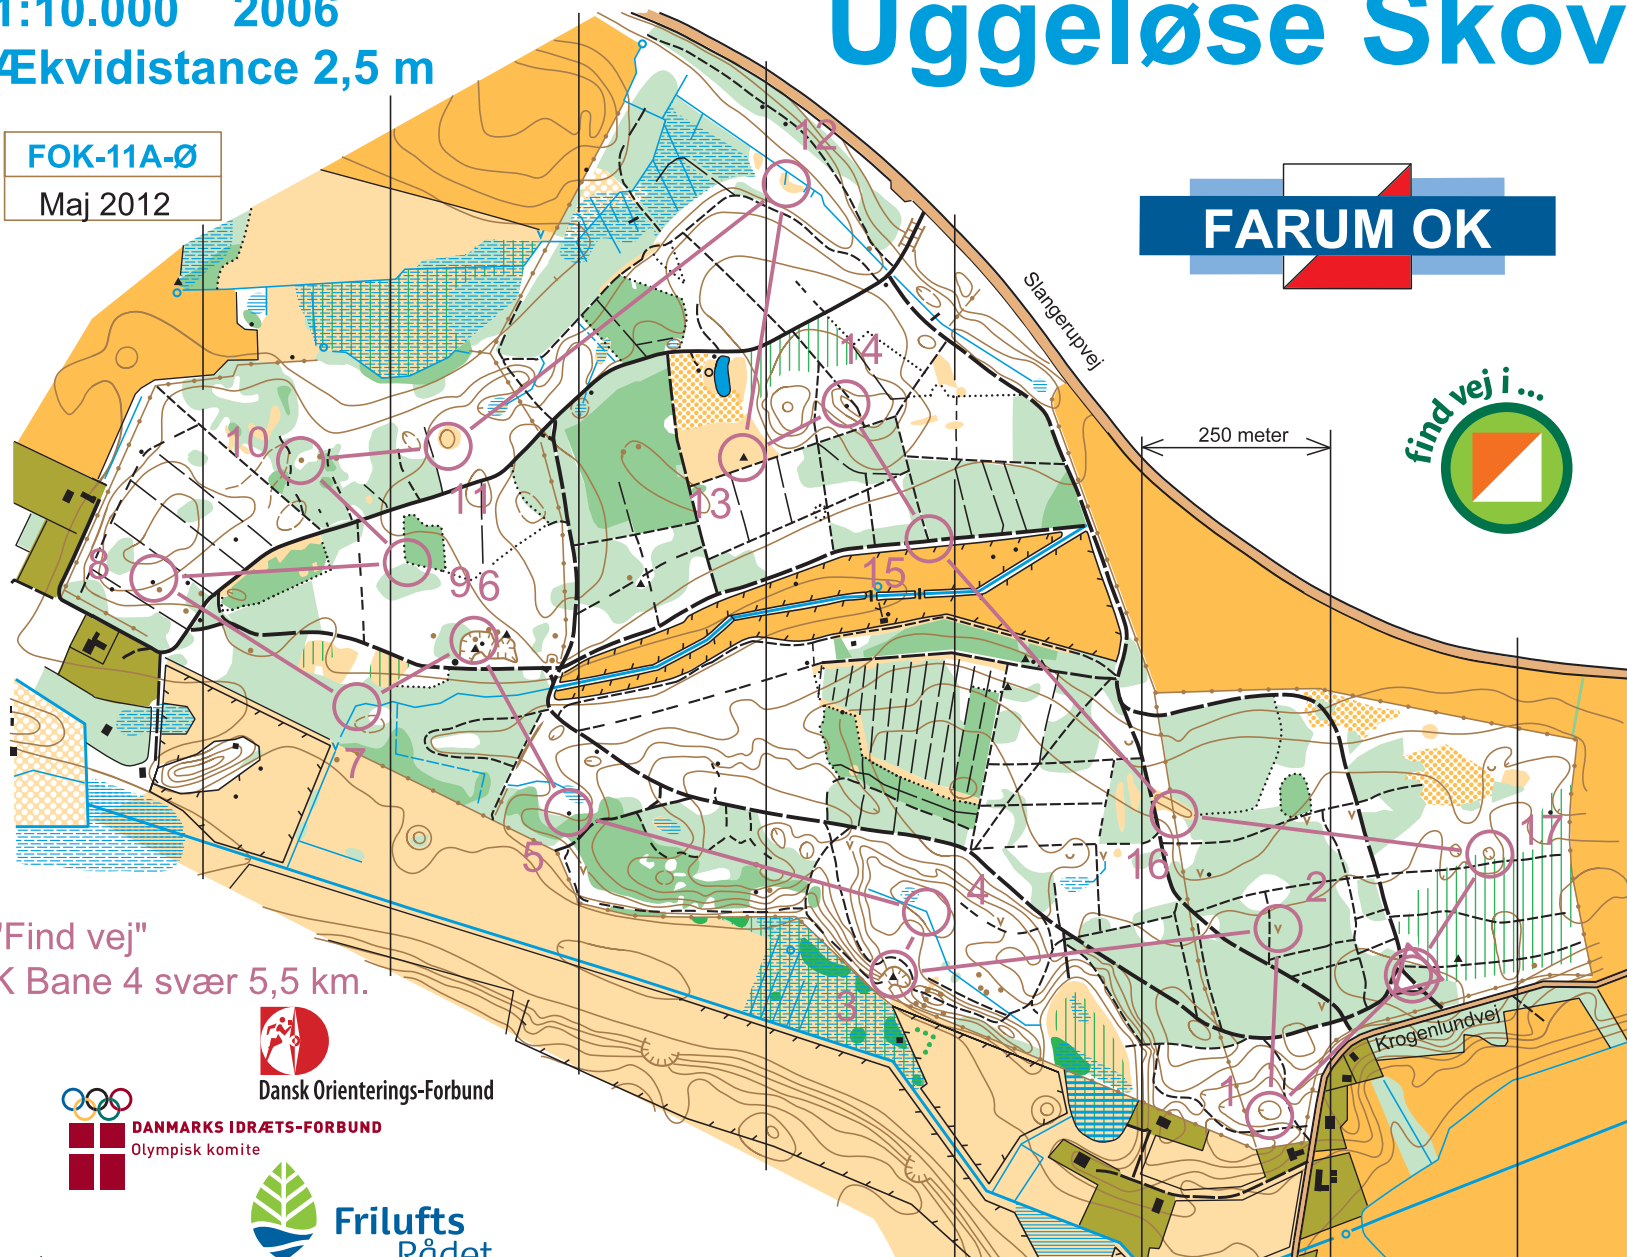 1:10.000 2006
Ækvidistance 2,5 m
Uggeløse Skov
FOK-11A-Ø
Maj 2012
FARUM OK
Slangerupvej
find vej i ...
250 meter
12
14
10
11
13
8
9
6
15
7
5
16
17
4
2
3
1
Krogenlundvej
"Find vej"
K Bane 4 svær 5,5 km.
Dansk Orienterings-Forbund
DANMARKS IDRÆTS-FORBUND
Olympisk komite
Frilufts
Rådet